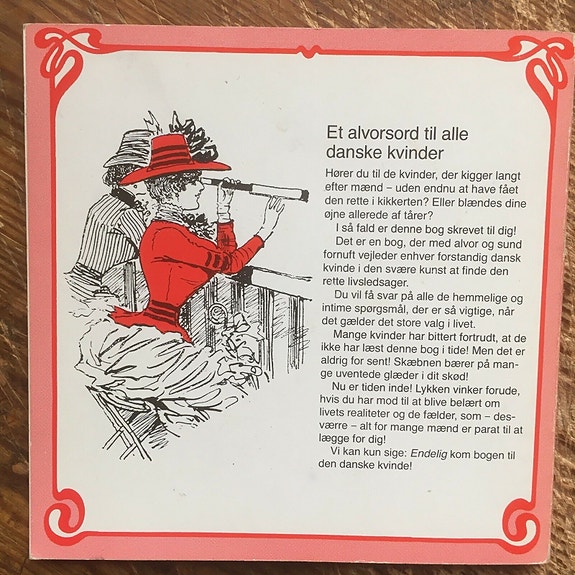 Et alvorsord til alle
danske kvinder
Hører du til de kvinder, der kigger langt
efter mænd – uden endnu at have fået
den rette i kikkerten? Eller blændes dine
øjne allerede af tårer?
I så fald er denne bog skrevet til dig!
Det er en bog, der med alvor og sund
fornuft vejleder enhver forstandig dansk
kvinde i den svære kunst at finde den
rette livsledsager.
Du vil få svar på alle de hemmelige og
intime spørgsmål, der er så vigtige, når
det gælder det store valg i livet.
Mange kvinder har bittert fortrudt, at de
ikke har læst denne bog i tide! Men det er
aldrig for sent! Skæbnen bærer på man-
ge uventede glæder i dit skød!
Nu er tiden inde! Lykken vinker forude,
hvis du har mod til at blive belært om
livets realiteter og de fælder, som – des-
værre – alt for mange mænd er parat til at
lægge for dig!
Vi kan kun sige: Endelig kom bogen til
den danske kvinde!